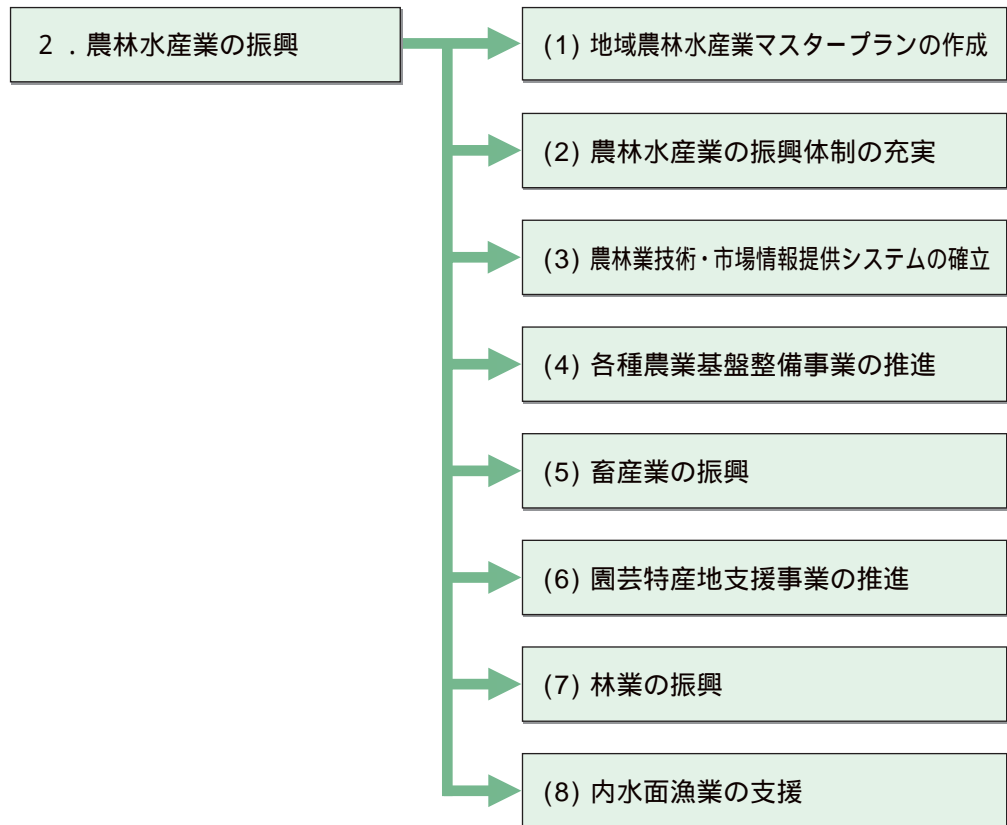 2．農林水産業の振興
(1) 地域農林水産業マスタープランの作成
(2) 農林水産業の振興体制の充実
(3) 農林業技術・市場情報提供システムの確立
(4) 各種農業基盤整備事業の推進
(5) 畜産業の振興
(6) 園芸特産地支援事業の推進
(7) 林業の振興
(8) 内水面漁業の支援